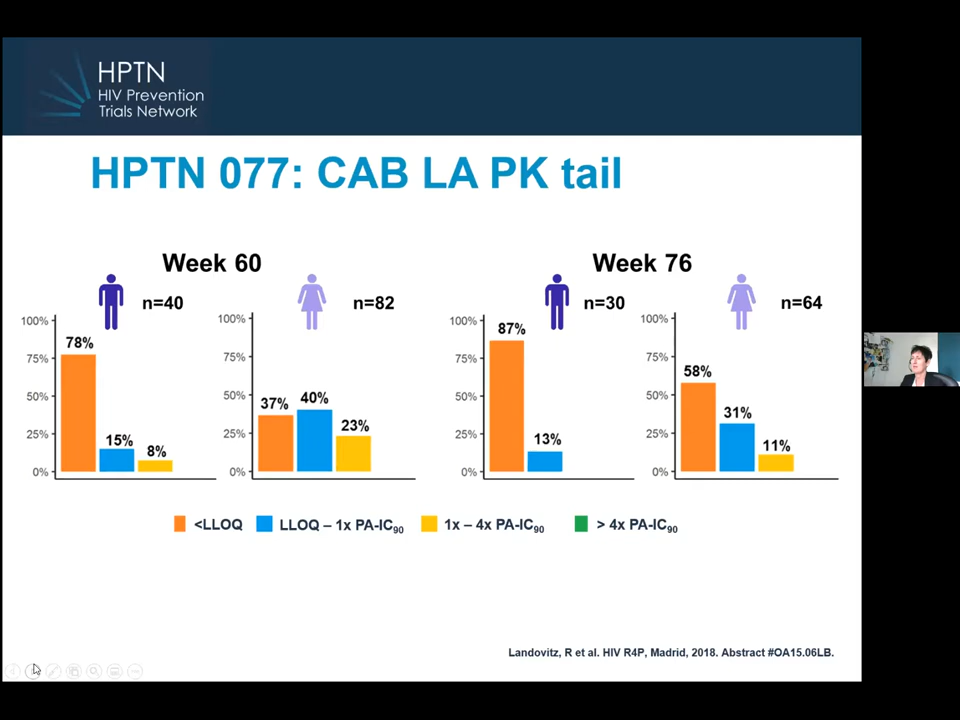 HPTN
HIV Prevention
Trials Network
HPTN 077: CAB LA PK tail
Week 60
n=40
n=82
100%
75%
50%
25%
0%
78%
15%
8%
100%
75%
50%
25%
0%
37%
40%
23%
Week 76
n=30
n=64
100%
75%
50%
25%
0%
87%
13%
100%
75%
50%
25%
0%
58%
31%
11%
<LLOQ LLOQ – 1x PA-IC90 1x – 4x PA-IC90 > 4x PA-IC90
Landovitz, R et al. HIV R4P, Madrid, 2018. Abstract #OA15.06LB.